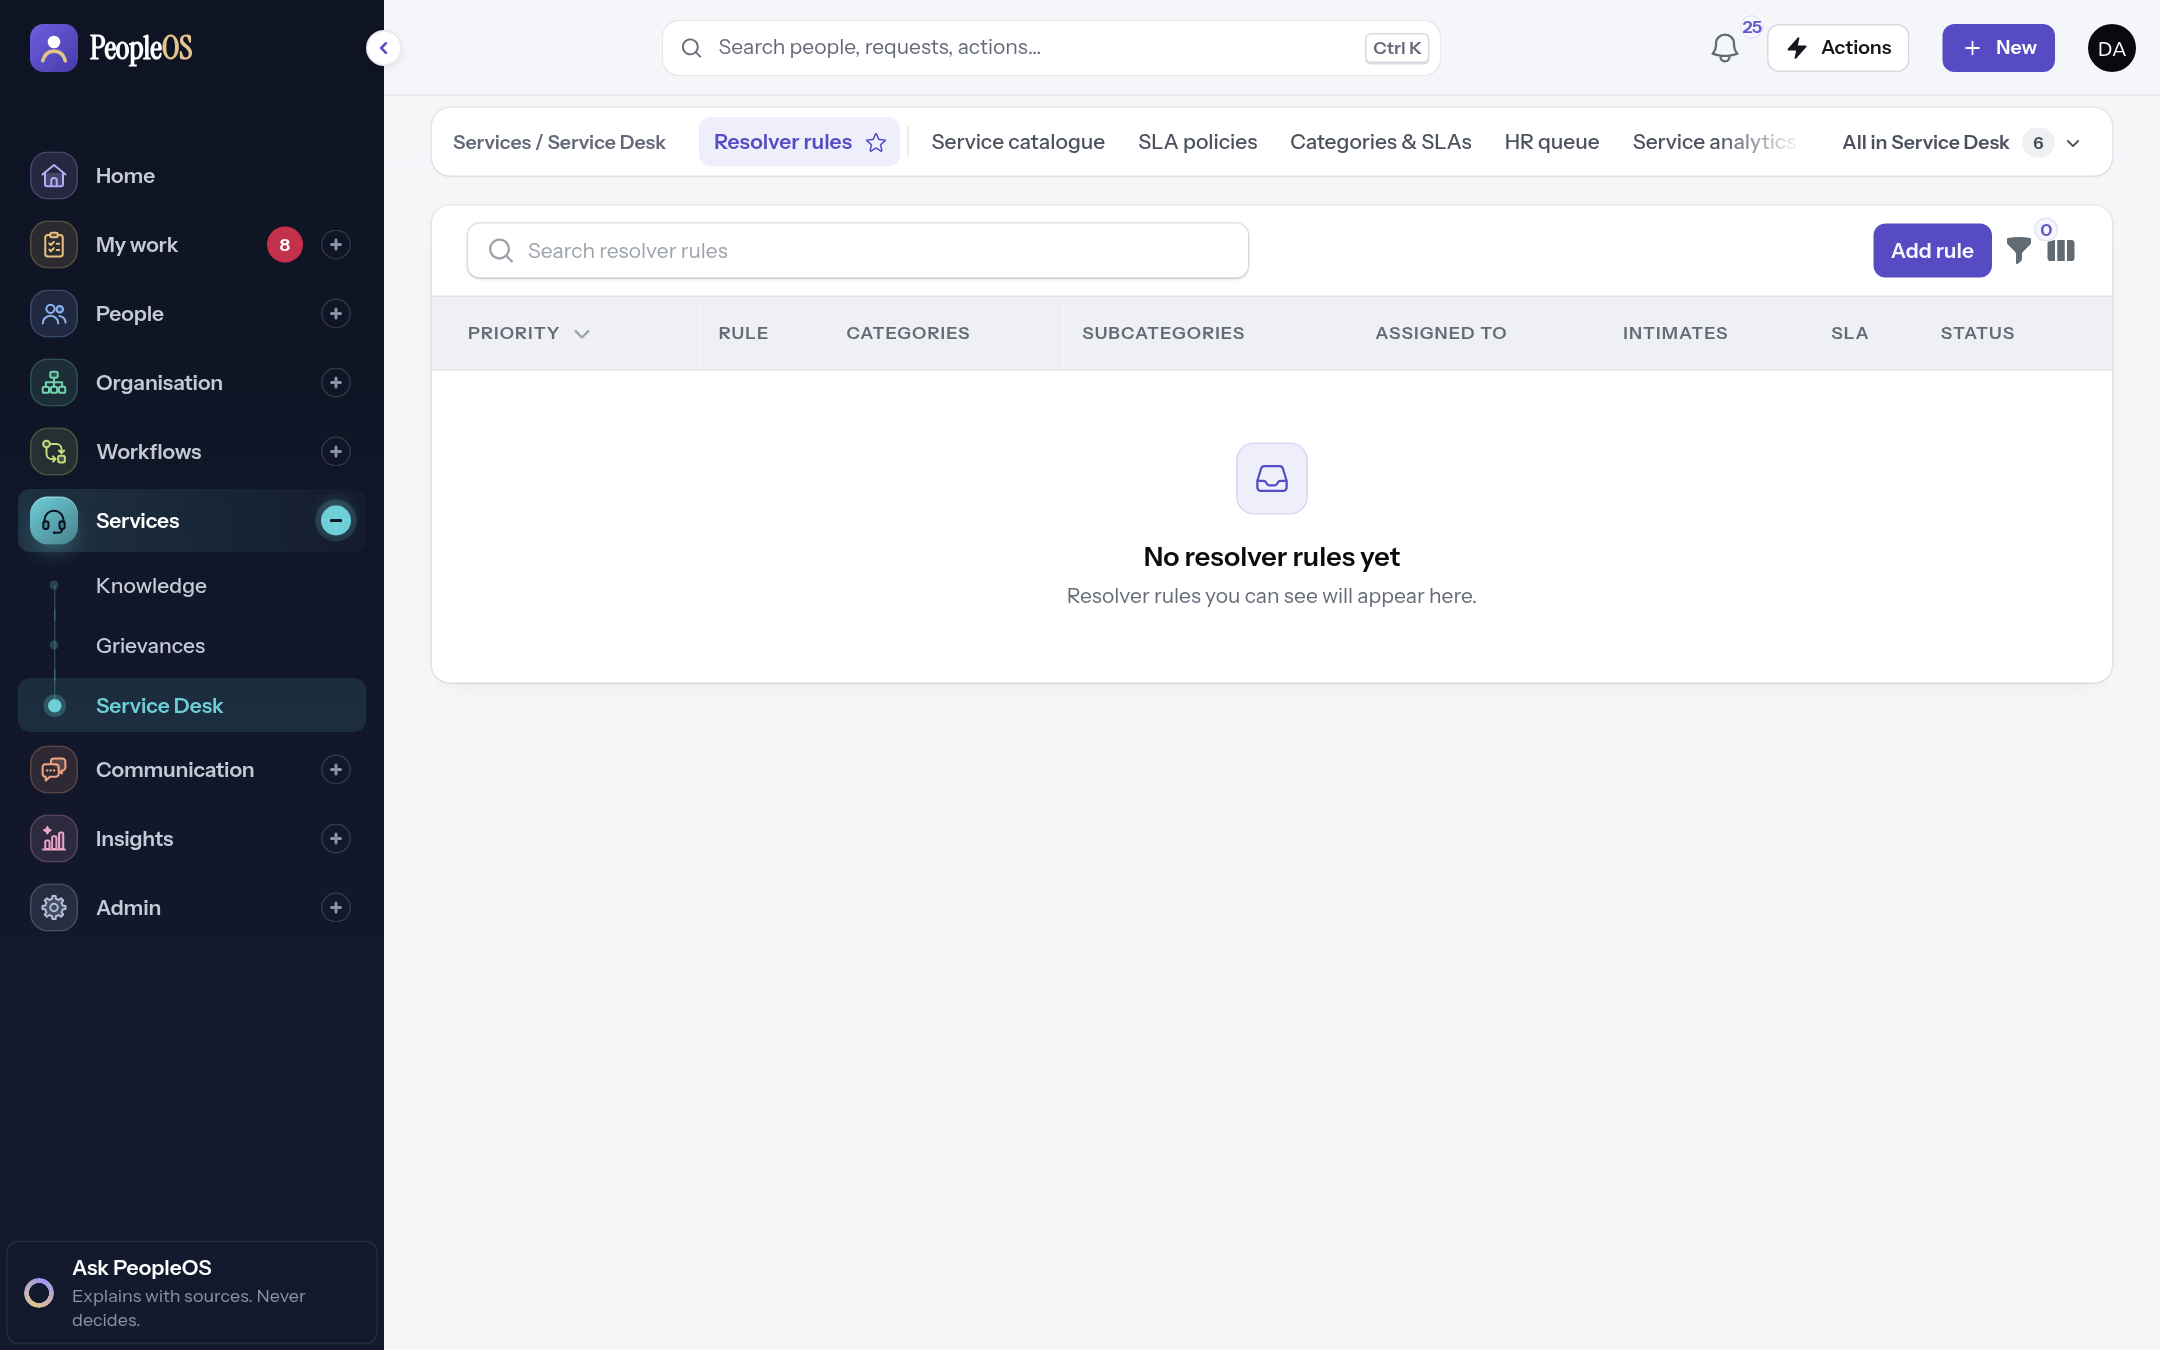 PeopleOS
Search people, requests, actions...
Ctrl K
25
Actions
New
DA
Home
My work
8
People
Organisation
Workflows
Services
Knowledge
Grievances
Service Desk
Communication
Insights
Admin
Ask PeopleOS
Explains with sources. Never
decides.
Services / Service Desk
Resolver rules
Service catalogue
SLA policies
Categories & SLAs
HR queue
Service analytics
All in Service Desk
6
Search resolver rules
Add rule
0
PRIORITY
RULE
CATEGORIES
SUBCATEGORIES
ASSIGNED TO
INTIMATES
SLA
STATUS
No resolver rules yet
Resolver rules you can see will appear here.